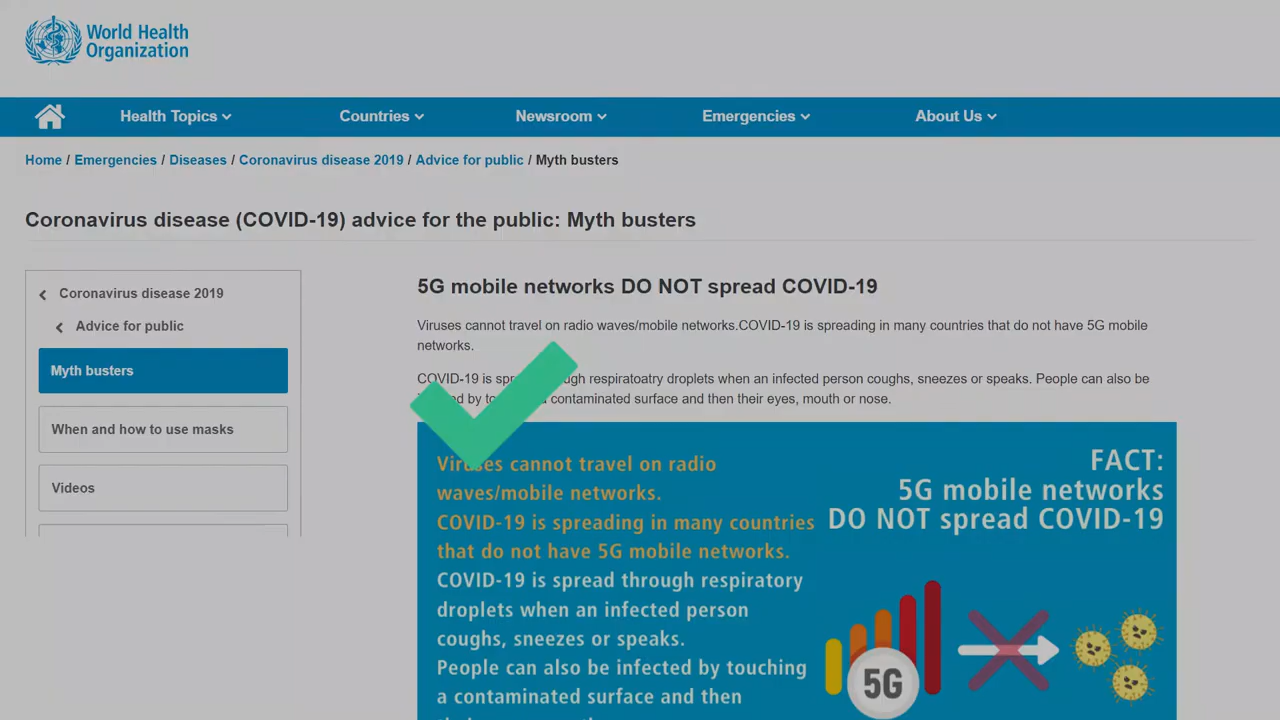 World Health
Organization
Health Topics
Countries
Newsroom
Emergencies
About Us
Home / Emergencies / Diseases / Coronavirus disease 2019 / Advice for public / Myth busters
Coronavirus disease (COVID-19) advice for the public: Myth busters
Coronavirus disease 2019
Advice for public
Myth busters
When and how to use masks
Videos
5G mobile networks DO NOT spread COVID-19
Viruses cannot travel on radio waves/mobile networks.COVID-19 is spreading in many countries that do not have 5G mobile
networks.
COVID-19 is respiratoatry droplets when an infected person coughs, sneezes or speaks. People can also be
by contaminated surface and then their eyes, mouth or nose.
Viruses cannot travel on radio
waves/mobile networks.
COVID-19 is spreading in many countries
that do not have 5G mobile networks.
COVID-19 is spread through respiratory
droplets when an infected person
coughs, sneezes or speaks.
People can also be infected by touching
a contaminated surface and then
FACT:
5G mobile networks
DO NOT spread COVID-19
5G